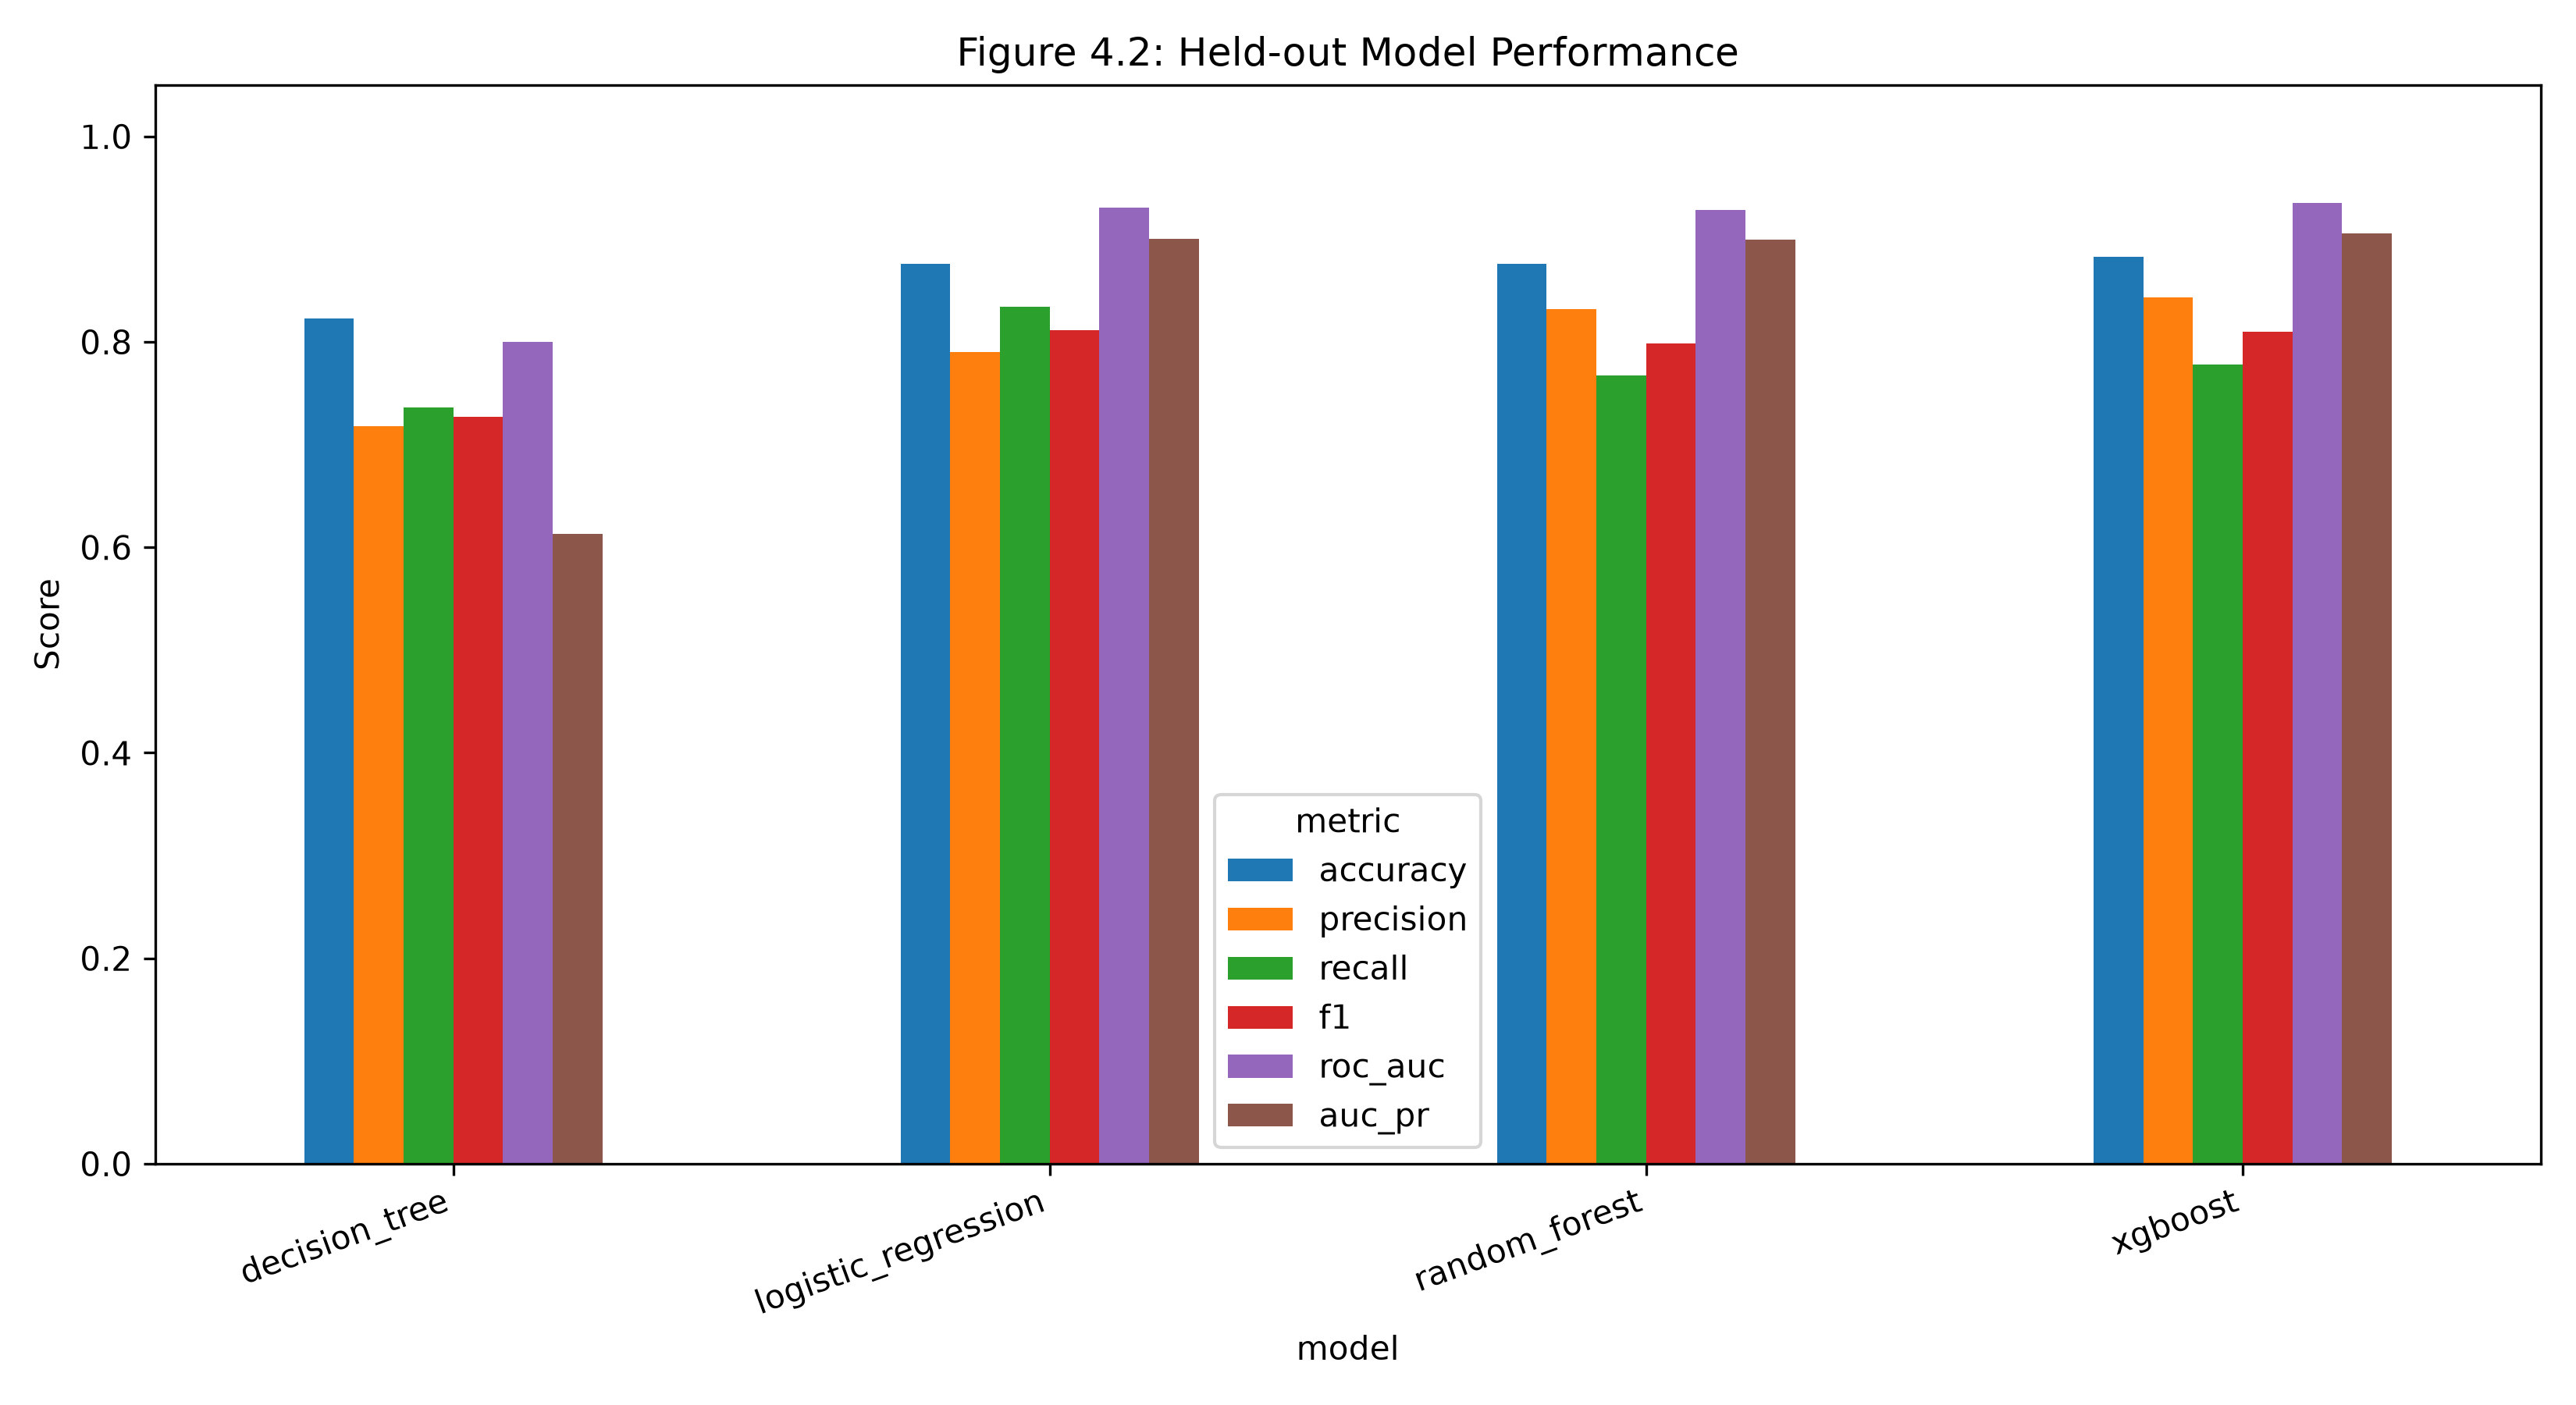 Figure 4.2: Held-out Model Performance
1.0
0.8
0.6
0.4
0.2
0.0
Score
metric
accuracy
precision
recall
f1
roc_auc
auc_pr
decision_tree
logistic_regression
random_forest
xgboost
model